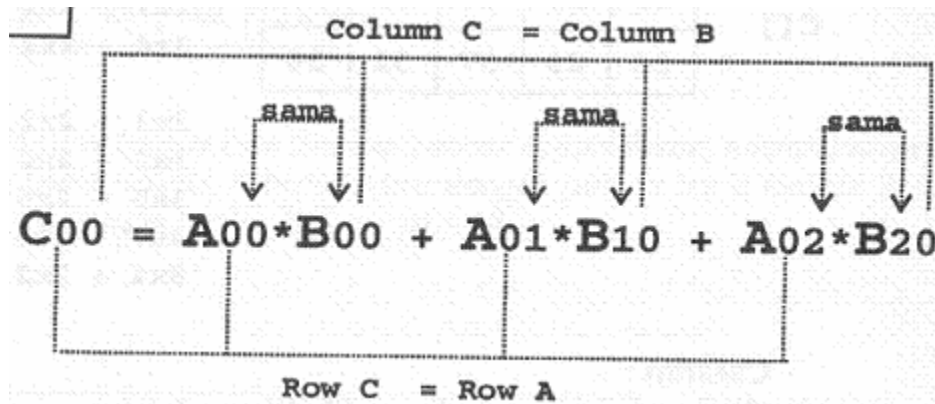 Column C = Column B
sama sama sama
C00 = A00*B00 + A01*B10 + A02*B20
Row C = Row A